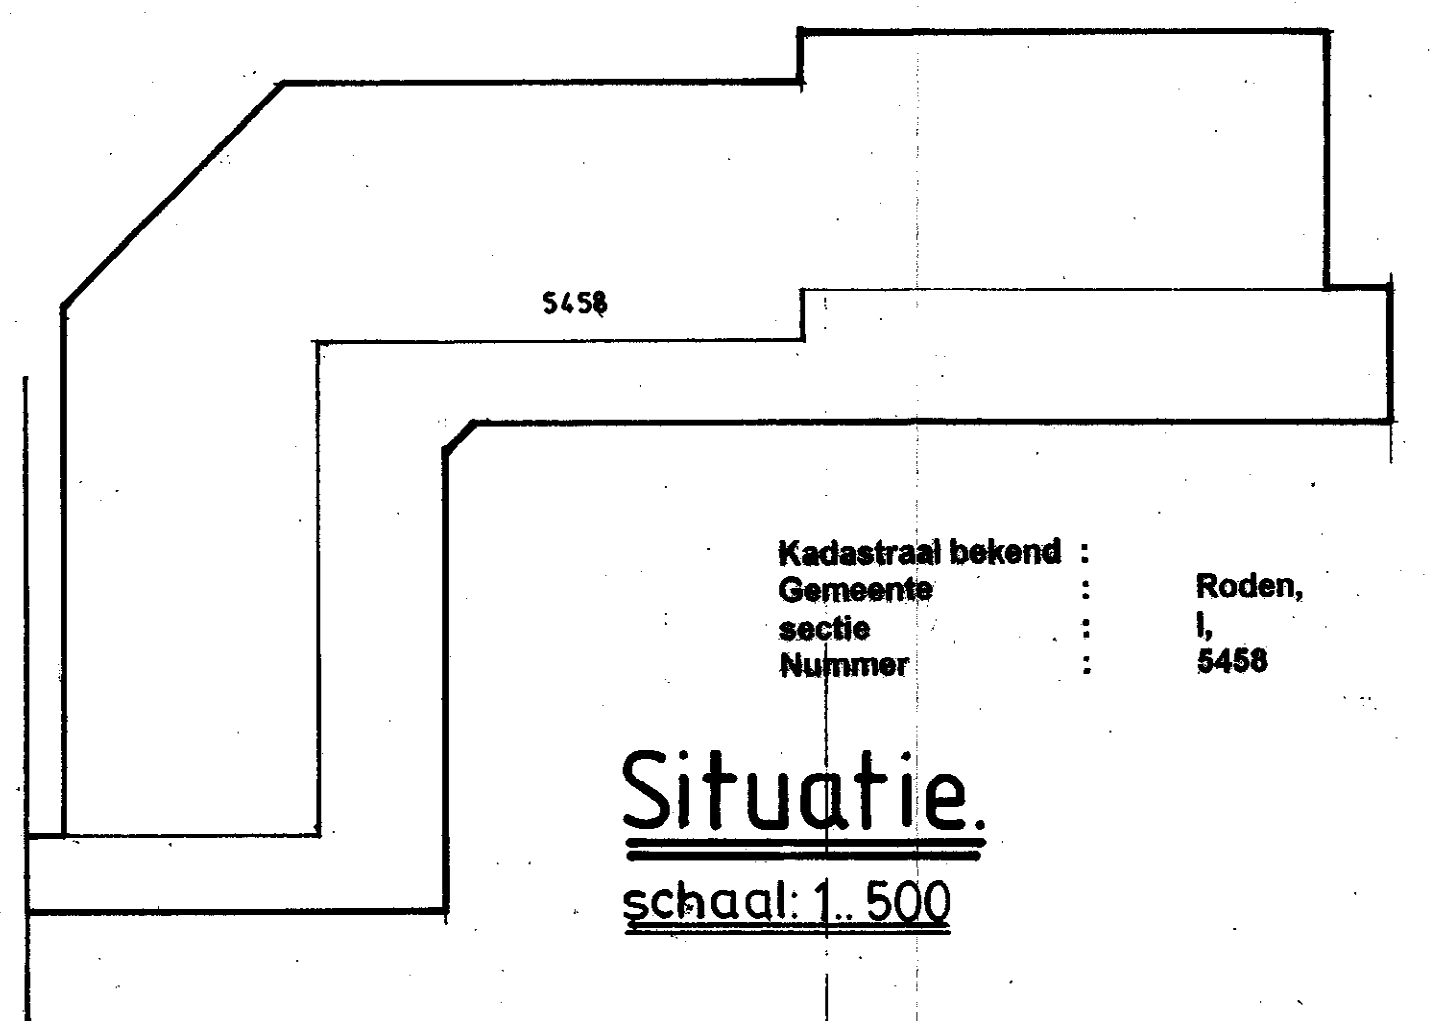 5458
Kadastraal bekend :
Gemeente : Roden,
sectie : I,
Nummer : 5458
Situatie.
schaal: 1..500